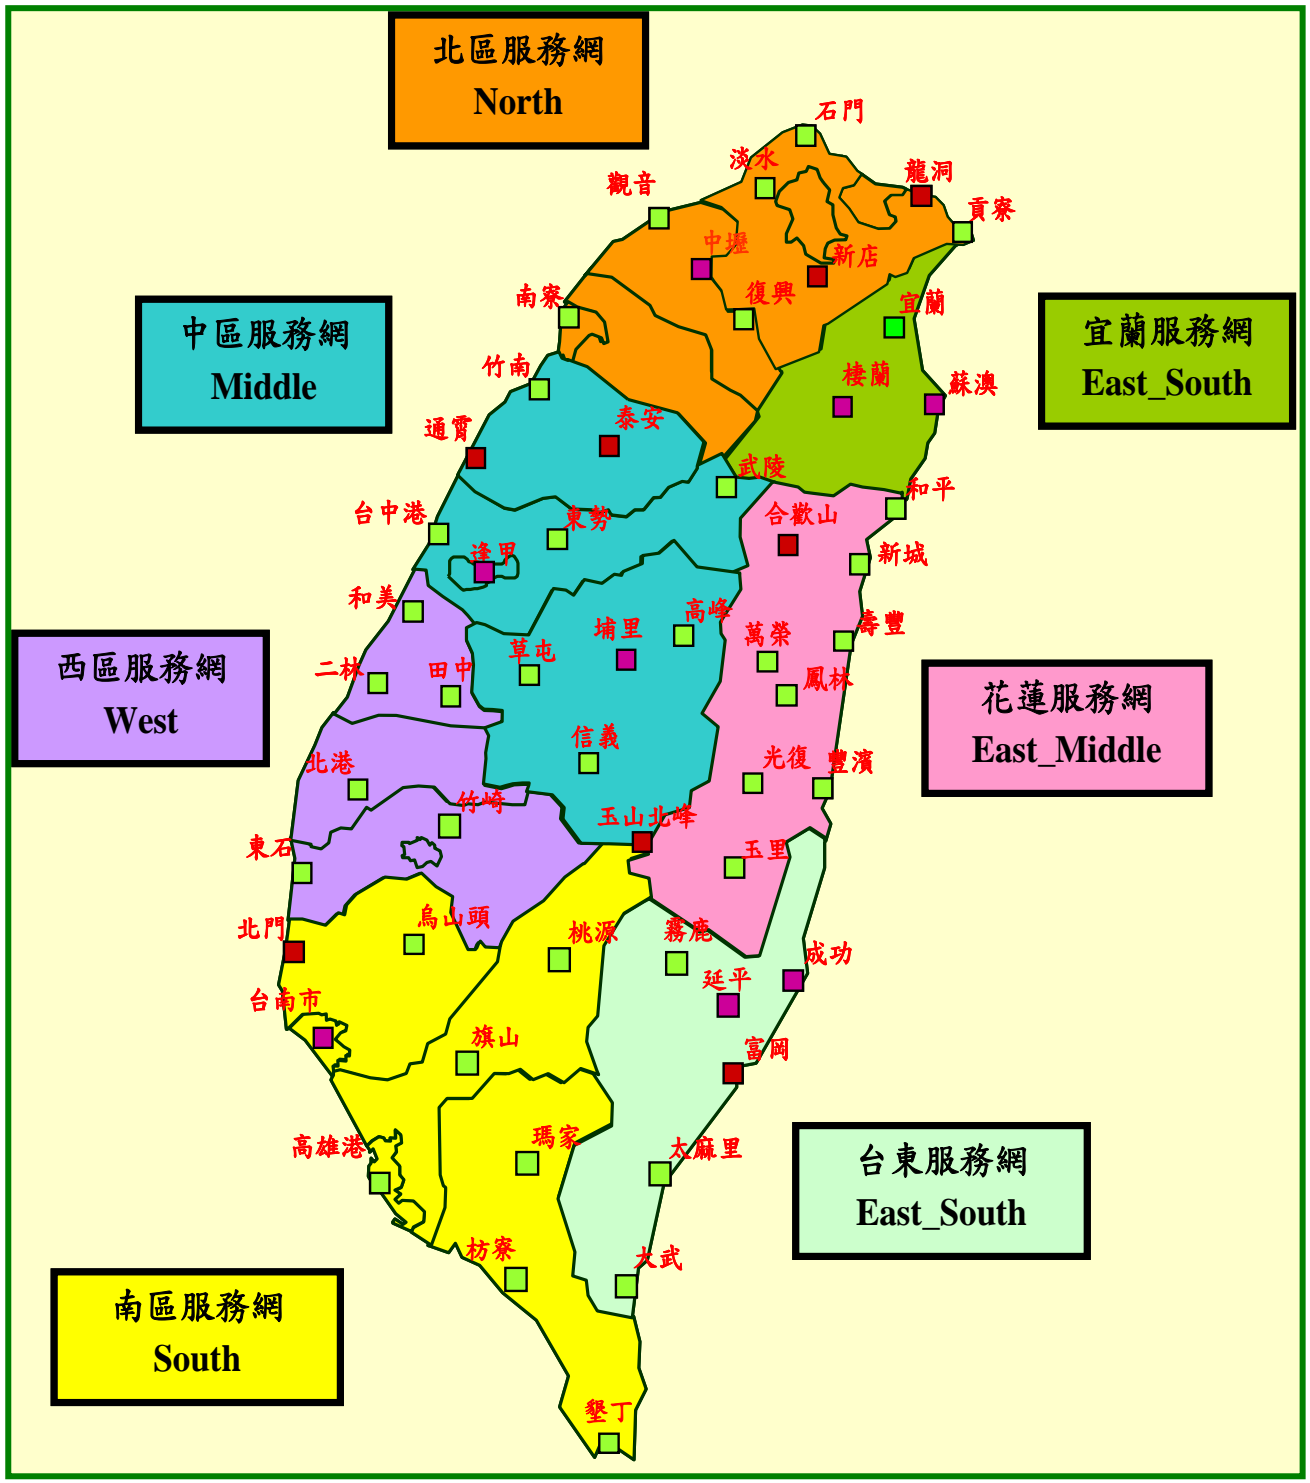 北區服務網
North
石門
淡水
龍洞
觀音
貢寮
中壢
新店
復興
南寮
宜蘭
中區服務網
Middle
宜蘭服務網
East_South
竹南
棲蘭
蘇澳
通霄
泰安
武陵
台中港
東勢
合歡山
和平
逢甲
新城
和美
高峰
埔里
萬榮
壽豐
西區服務網
West
二林
田中
草屯
鳳林
花蓮服務網
East_Middle
信義
北港
光復
豐濱
竹崎
玉山北峰
東石
玉里
北門
烏山頭
桃源
霧鹿
成功
延平
台南市
旗山
富岡
高雄港
瑪家
太麻里
台東服務網
East_South
枋寮
大武
南區服務網
South
墾丁